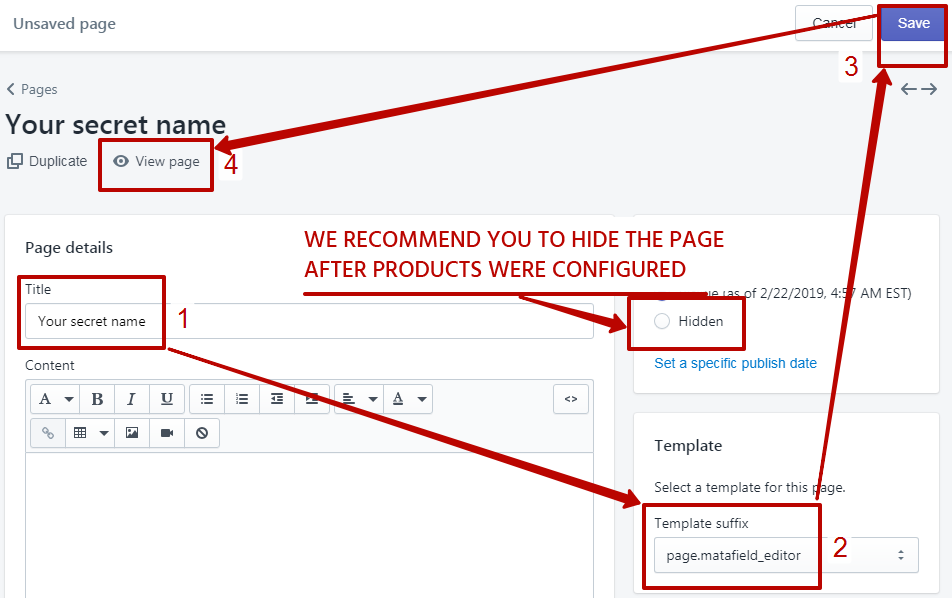 Unsaved page
Cancel
Save
3
Pages
Your secret name
Duplicate
View page
4
WE RECOMMEND YOU TO HIDE THE PAGE
AFTER PRODUCTS WERE CONFIGURED
Page details
Title
Your secret name
1
(as of 2/22/2019, 4:57 AM EST)
Hidden
Set a specific publish date
Content
A B I U A <>
Template
Select a template for this page.
Template suffix
page.matafield_editor
2